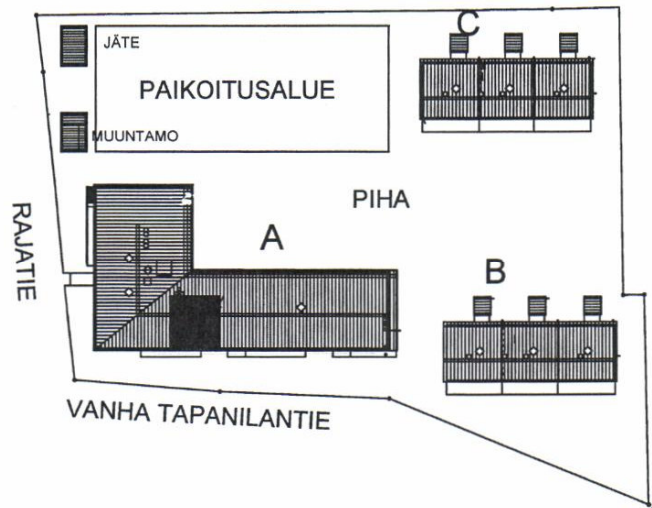 C
JÄTE
PAIKOITUSALUE
MUUNTAMO
PIHA
RAJATIE
A
B
VANHA TAPANILANTIE